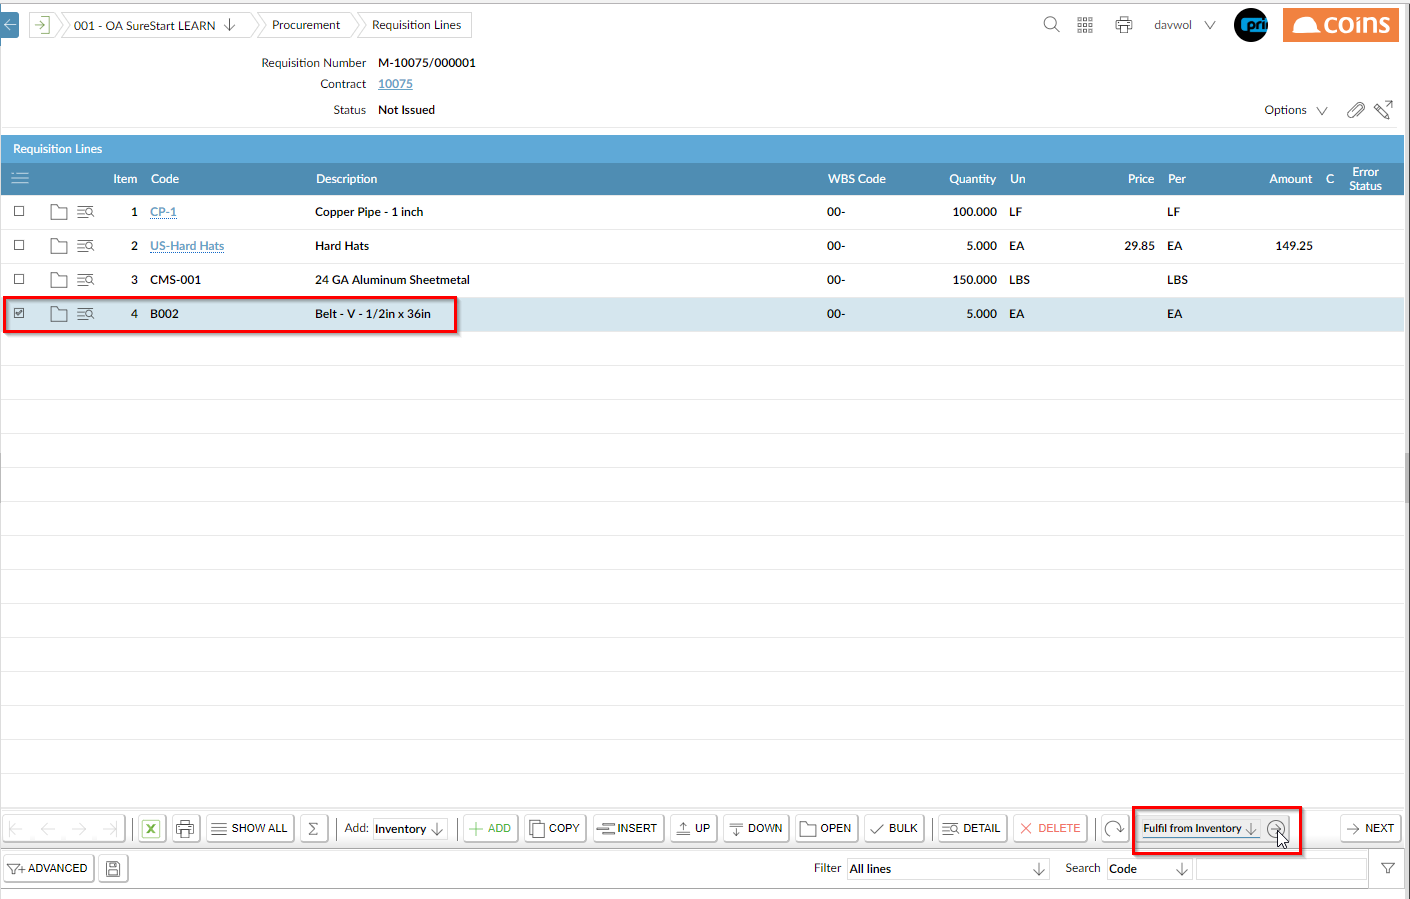 001 - OA SureStart LEARN Procurement Requisition Lines davwol pri coins
Requisition Number M-10075/000001
Contract 10075
Status Not Issued Options
Requisition Lines
Item Code Description WBS Code Quantity Un Price Per Amount C Error Status
1 CP-1 Copper Pipe - 1 inch 00- 100.000 LF LF
2 US-Hard Hats Hard Hats 00- 5.000 EA 29.85 EA 149.25
3 CMS-001 24 GA Aluminum Sheetmetal 00- 150.000 LBS LBS
4 B002 Belt - V - 1/2in x 36in 00- 5.000 EA EA
SHOW ALL Σ Add: Inventory ADD COPY INSERT UP DOWN OPEN BULK DETAIL DELETE Fulfil from Inventory NEXT
ADVANCED Filter All lines Search Code